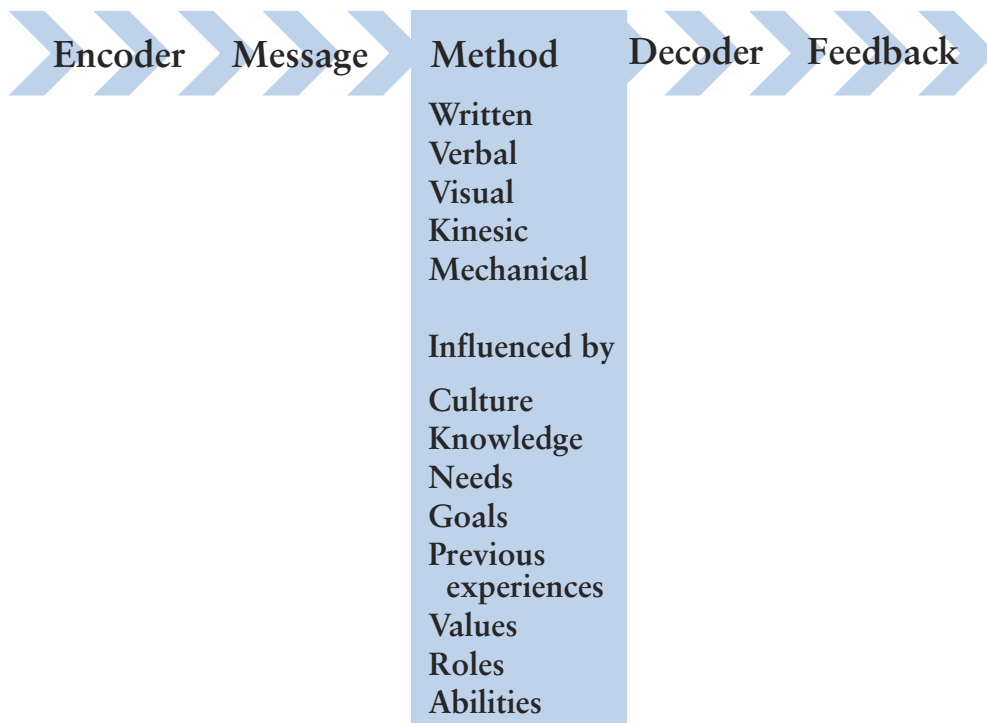 Encoder Message Method Decoder Feedback
Written
Verbal
Visual
Kinesic
Mechanical
Influenced by
Culture
Knowledge
Needs
Goals
Previous
experiences
Values
Roles
Abilities